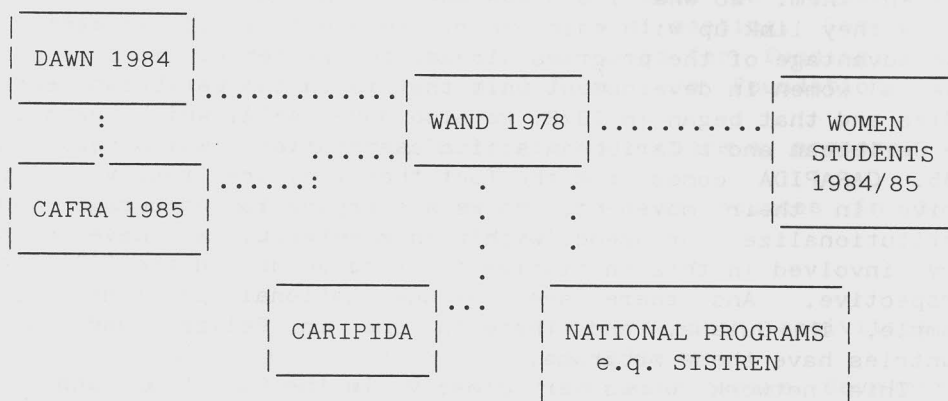 DAWN 1984
WAND 1978
WOMEN
STUDENTS
1984/85
CAFRA 1985
CARIPIDA
NATIONAL PROGRAMS
e.q. SISTREN